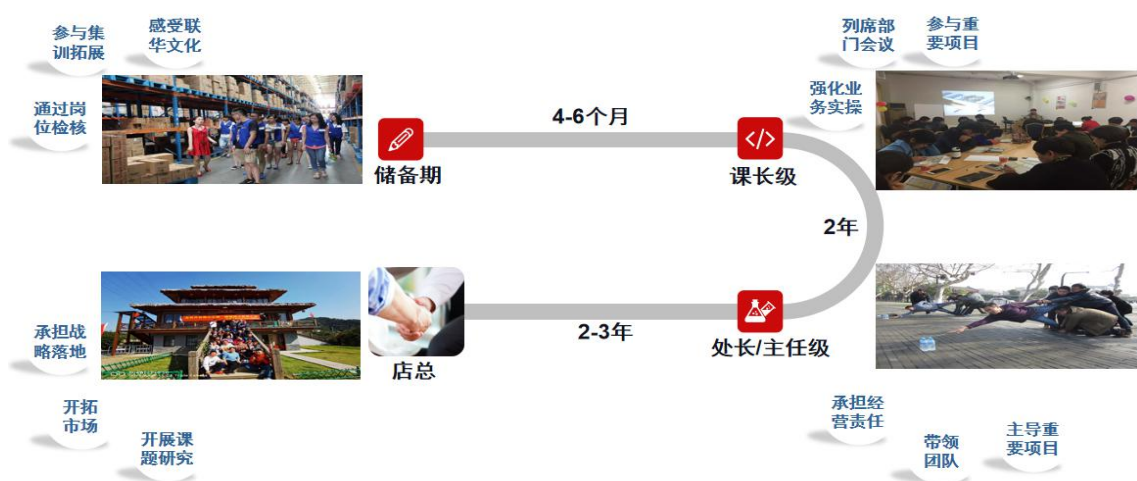 参与集
训拓展
感受联
华文化
通过岗
位检核
储备期
4-6个月
课长级
列席部
门会议
参与重
要项目
强化业
务实操
2年
处长/主任级
承担经
营责任
带领
团队
主导重
要项目
2-3年
店总
承担战
略落地
开拓
市场
开展课
题研究